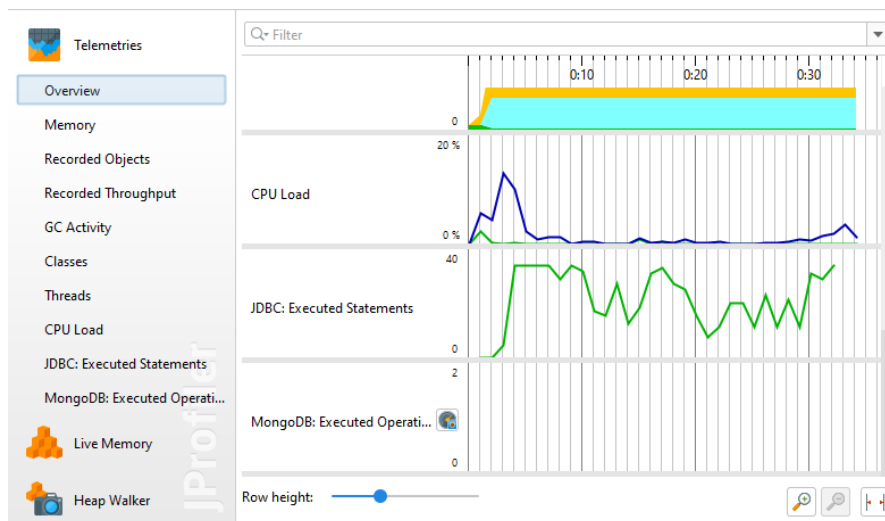 Telemetries
Overview
Memory
Recorded Objects
Recorded Throughput
GC Activity
Classes
Threads
CPU Load
JDBC: Executed Statements
MongoDB: Executed Operati...
Live Memory
Heap Walker
JProfiler
Filter
0:10 0:20 0:30
0
20 %
CPU Load
0 %
40
JDBC: Executed Statements
0
2
MongoDB: Executed Operati...
0
Row height: